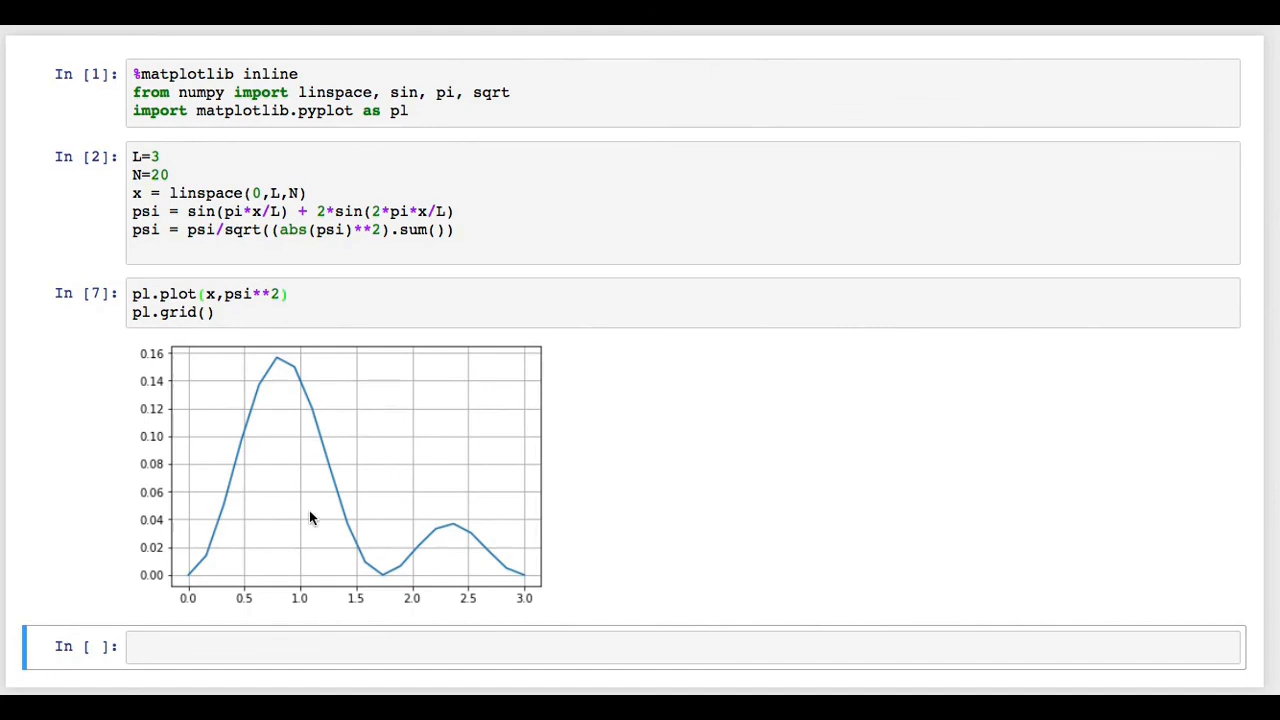 In [1]:
%matplotlib inline
from numpy import linspace, sin, pi, sqrt
import matplotlib.pyplot as pl
In [2]:
L=3
N=20
x = linspace(0,L,N)
psi = sin(pi*x/L) + 2*sin(2*pi*x/L)
psi = psi/sqrt((abs(psi)**2).sum())
In [7]:
pl.plot(x,psi**2)
pl.grid()
0.16
0.14
0.12
0.10
0.08
0.06
0.04
0.02
0.00
0.0 0.5 1.0 1.5 2.0 2.5 3.0
In [ ]: